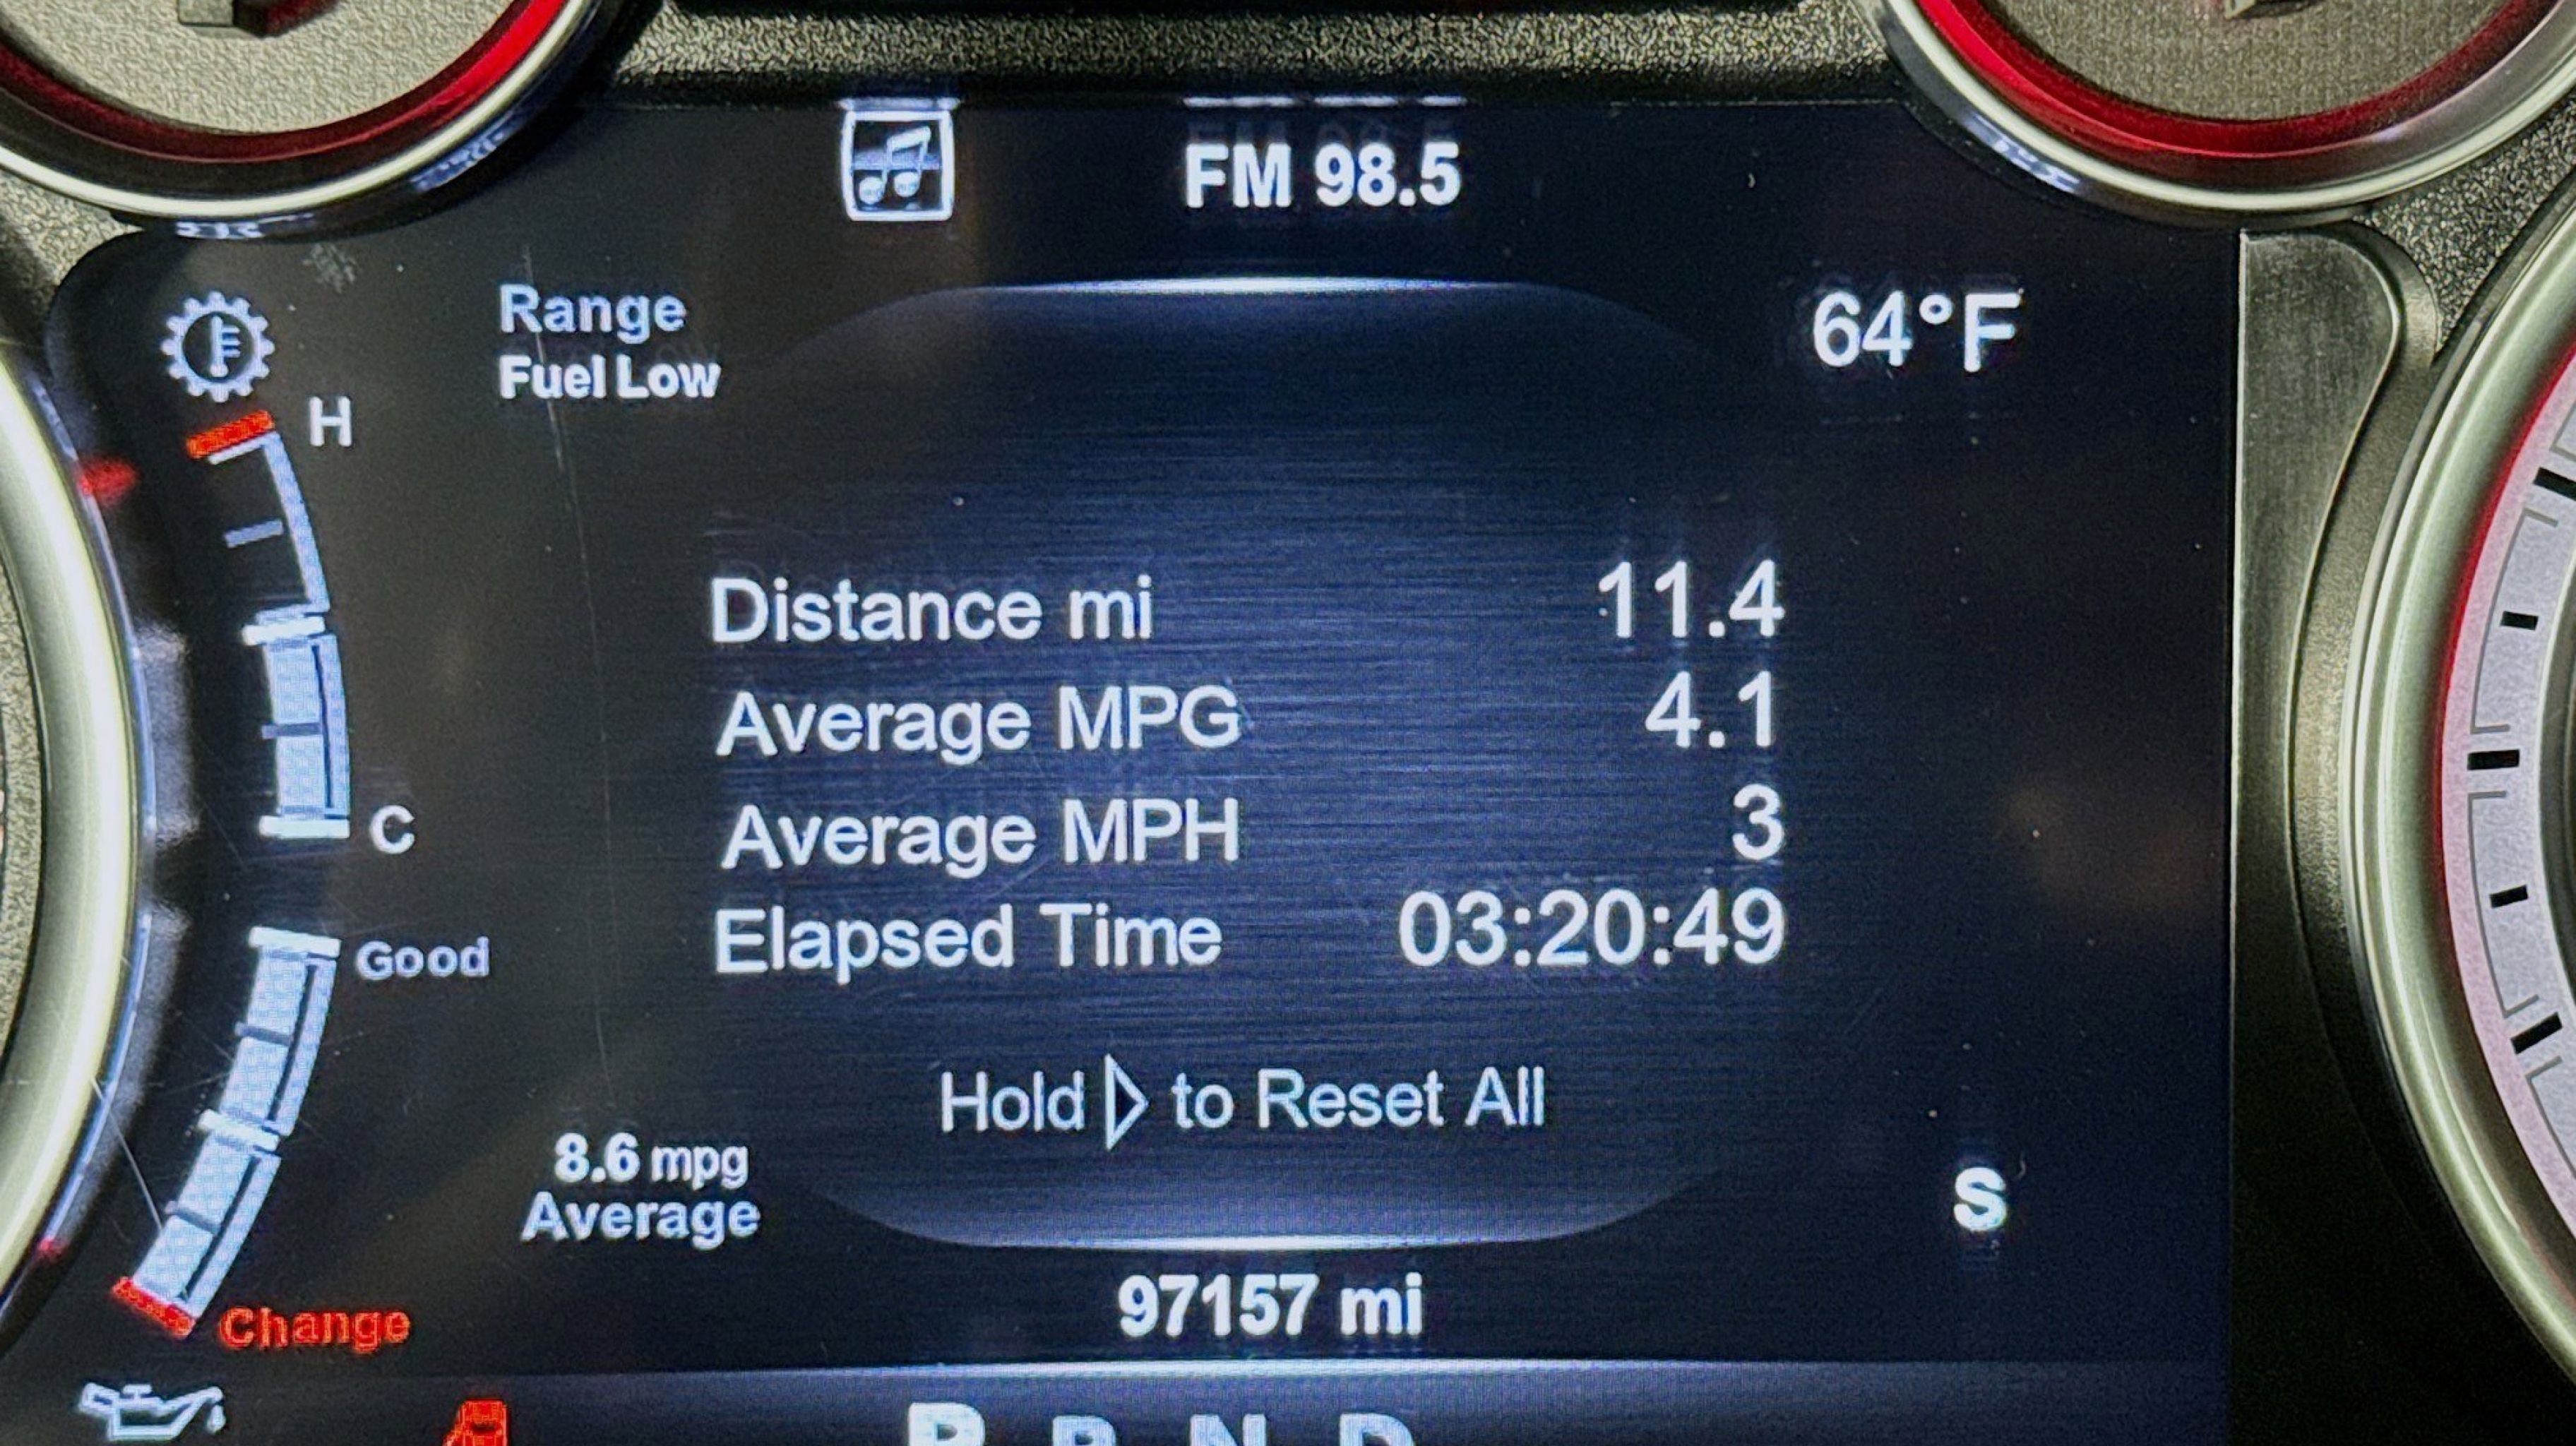 FM 98.5
Range
Fuel Low
64°F
H
Distance mi 11.4
Average MPG 4.1
Average MPH 3
C
Elapsed Time 03:20:49
Good
Hold ▷ to Reset All
8.6 mpg
Average
S
97157 mi
Change
P R N D